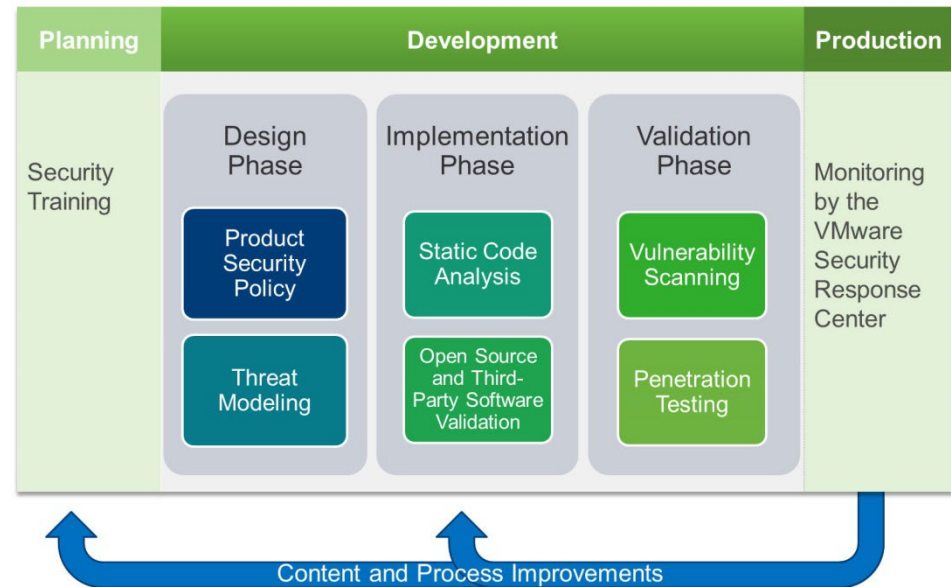 Planning
Development
Production
Security
Training
Design
Phase
Product
Security
Policy
Threat
Modeling
Implementation
Phase
Static Code
Analysis
Open Source
and Third-
Party Software
Validation
Validation
Phase
Vulnerability
Scanning
Penetration
Testing
Monitoring
by the
VMware
Security
Response
Center
Content and Process Improvements